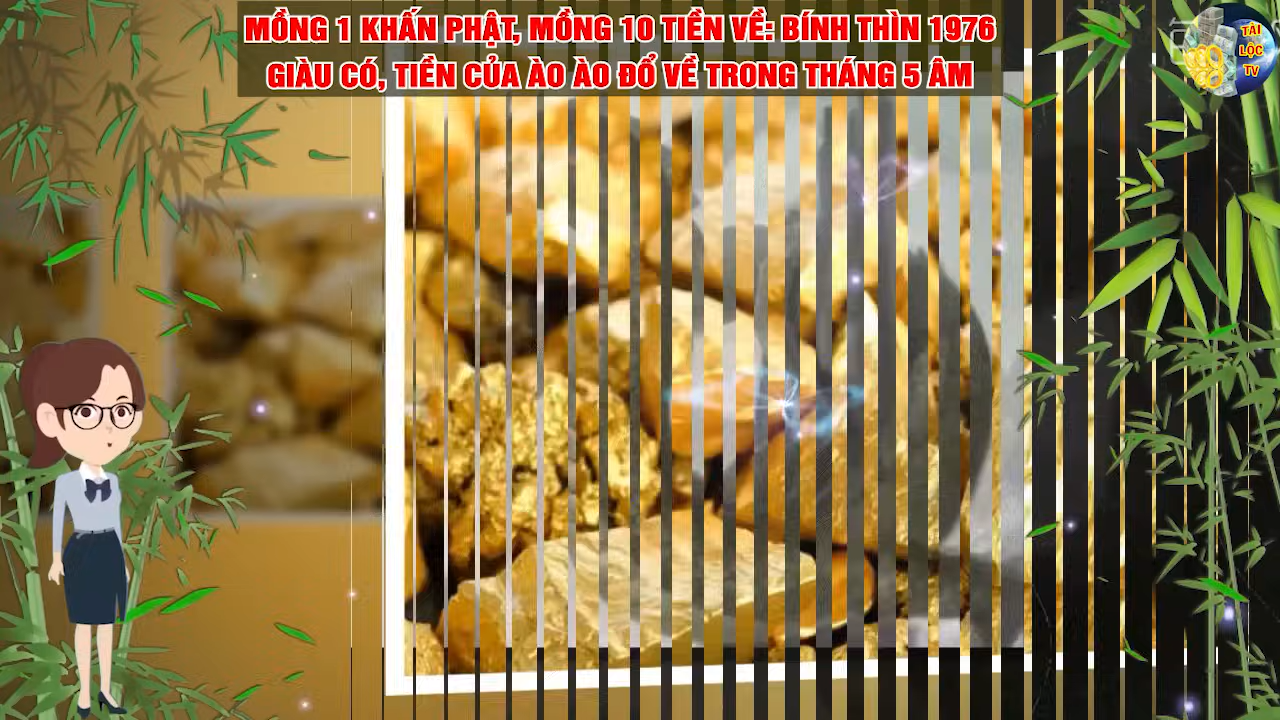 MỒNG 1 KHẤN PHẬT, MỒNG 10 TIỀN VỀ: BÍNH THÌN 1976
GIÀU CÓ, TIỀN CỦA ÀO ÀO ĐỔ VỀ TRONG THÁNG 5 ÂM
TÀI
LỘC
TV